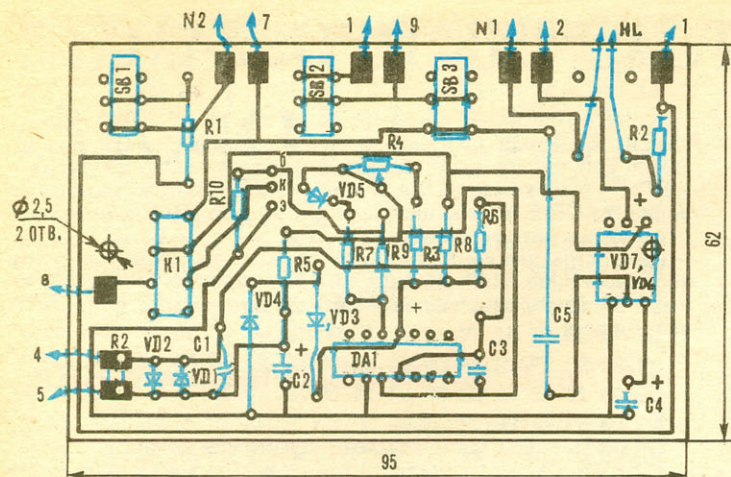 N2 7 1 9 N1 2 HL 1
SB1 SB2 SB3
R1 R4 R2
62
б
К
Э
R10 VD5 R6
Ø 2,5
2 ОТВ.
K1 R5 R7 R9 R3 R8
VD7,
VD6
8
VD4 VD3 C5
4 R2 VD2 C1 DA1 C3
5 VD1 C2 C4
+ + + +
95